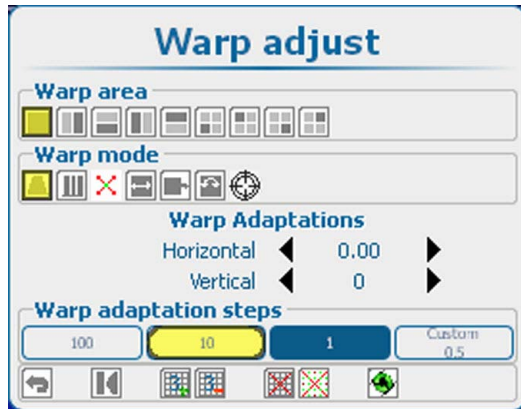 Warp adjust
Warp area
Warp mode
Warp Adaptations
Horizontal 0.00
Vertical 0
Warp adaptation steps
100 10 1 Custom
0.5